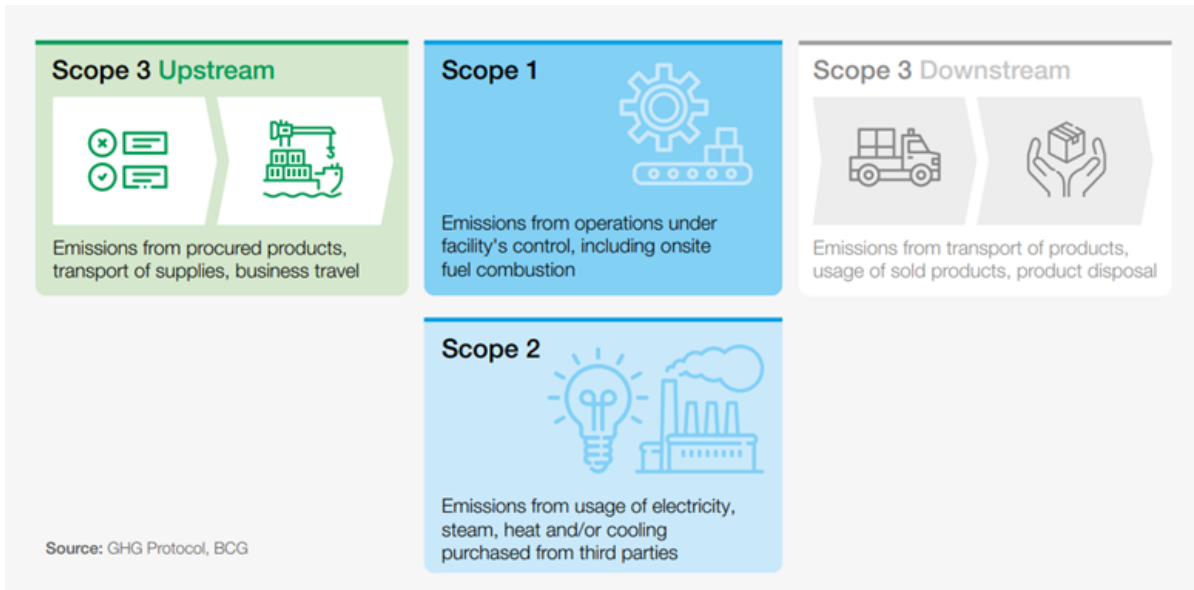 Scope 3 Upstream
Emissions from procured products,
transport of supplies, business travel
Scope 1
Emissions from operations under
facility's control, including onsite
fuel combustion
Scope 3 Downstream
Emissions from transport of products,
usage of sold products, product disposal
Scope 2
Emissions from usage of electricity,
steam, heat and/or cooling
purchased from third parties
Source: GHG Protocol, BCG